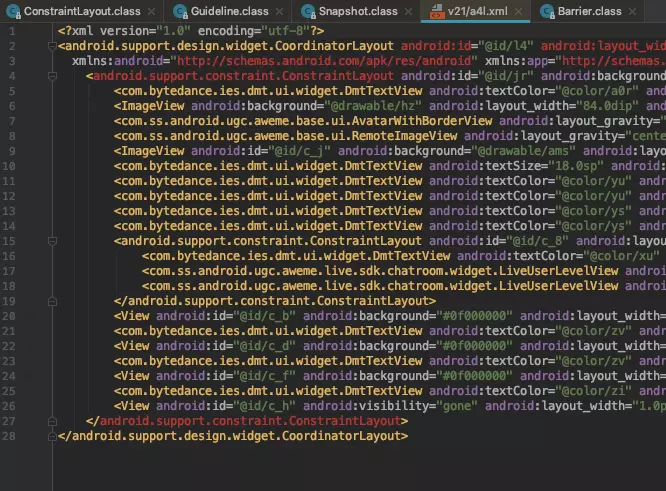 ConstraintLayout.class × Guideline.class × Snapshot.class × v21/a4l.xml × Barrier.class ×
1 <?xml version="1.0" encoding="utf-8"?>
2 <android.support.design.widget.CoordinatorLayout android:id="@id/l4" android:layout_wid
3 xmlns:android="http://schemas.android.com/apk/res/android" xmlns:app="http://schemas.
4 <android.support.constraint.ConstraintLayout android:id="@id/jr" android:background
5 <com.bytedance.ies.dmt.ui.widget.DmtTextView android:textColor="@color/a0r" android
6 <ImageView android:background="@drawable/hz" android:layout_width="84.0dip" android
7 <com.ss.android.ugc.aweme.base.ui.AvatarWithBorderView android:layout_gravity="
8 <com.ss.android.ugc.aweme.base.ui.RemoteImageView android:layout_gravity="cente
9 <ImageView android:id="@id/c_j" android:background="@drawable/ams" android:layo
10 <com.bytedance.ies.dmt.ui.widget.DmtTextView android:textSize="18.0sp" android:
11 <com.bytedance.ies.dmt.ui.widget.DmtTextView android:textColor="@color/yu" andr
12 <com.bytedance.ies.dmt.ui.widget.DmtTextView android:textColor="@color/yu" andr
13 <com.bytedance.ies.dmt.ui.widget.DmtTextView android:textColor="@color/ys" andr
14 <com.bytedance.ies.dmt.ui.widget.DmtTextView android:textColor="@color/ys" andr
15 <android.support.constraint.ConstraintLayout android:id="@id/c_8" android:layou
16 <com.bytedance.ies.dmt.ui.widget.DmtTextView android:textColor="@color/xu"
17 <com.ss.android.ugc.aweme.live.sdk.chatroom.widget.LiveUserLevelView androi
18 <com.ss.android.ugc.aweme.live.sdk.chatroom.widget.LiveUserLevelView androi
19 </android.support.constraint.ConstraintLayout>
20 <View android:id="@id/c_b" android:background="#0f000000" android:layout_width=
21 <com.bytedance.ies.dmt.ui.widget.DmtTextView android:textColor="@color/zv" andr
22 <View android:id="@id/c_d" android:background="#0f000000" android:layout_width=
23 <com.bytedance.ies.dmt.ui.widget.DmtTextView android:textColor="@color/zv" andr
24 <View android:id="@id/c_f" android:background="#0f000000" android:layout_width=
25 <com.bytedance.ies.dmt.ui.widget.DmtTextView android:textColor="@color/zi" andr
26 <View android:id="@id/c_h" android:visibility="gone" android:layout_width="1.0p
27 </android.support.constraint.ConstraintLayout>
28 </android.support.design.widget.CoordinatorLayout>